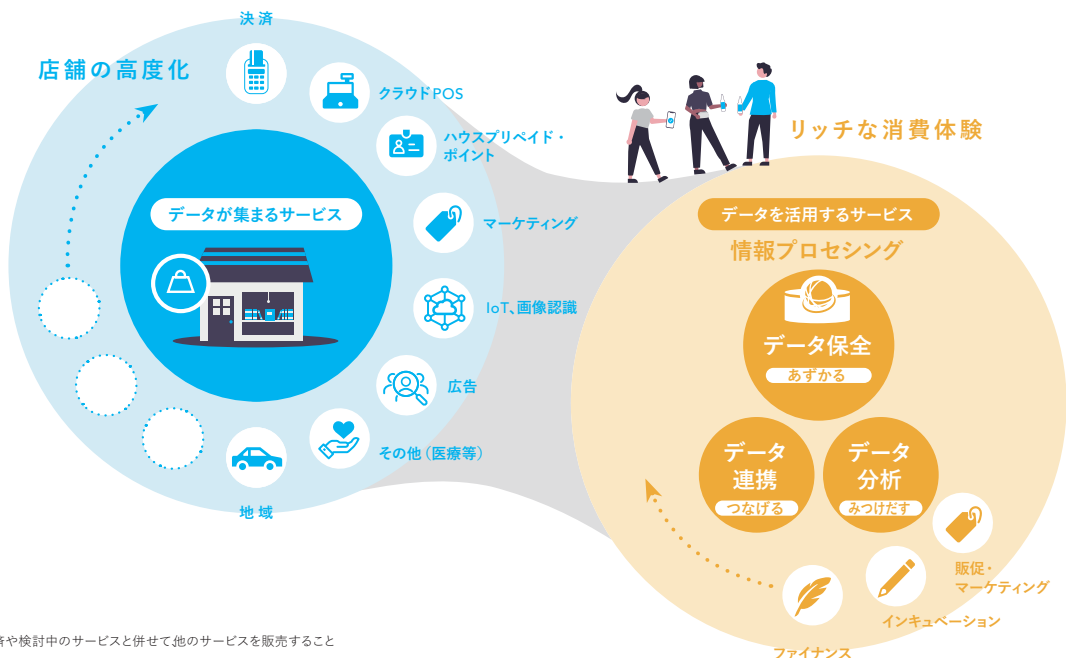 決済
店舗の高度化
クラウドPOS
ハウスプリペイド・
ポイント
データが集まるサービス
マーケティング
IoT、画像認識
広告
その他（医療等）
地域
リッチな消費体験
データを活用するサービス
情報プロセシング
データ保全
あずかる
データ
連携
つなげる
データ
分析
みつけだす
販促・
マーケティング
インキュベーション
ファイナンス
済や検討中のサービスと併せて、他のサービスを販売すること